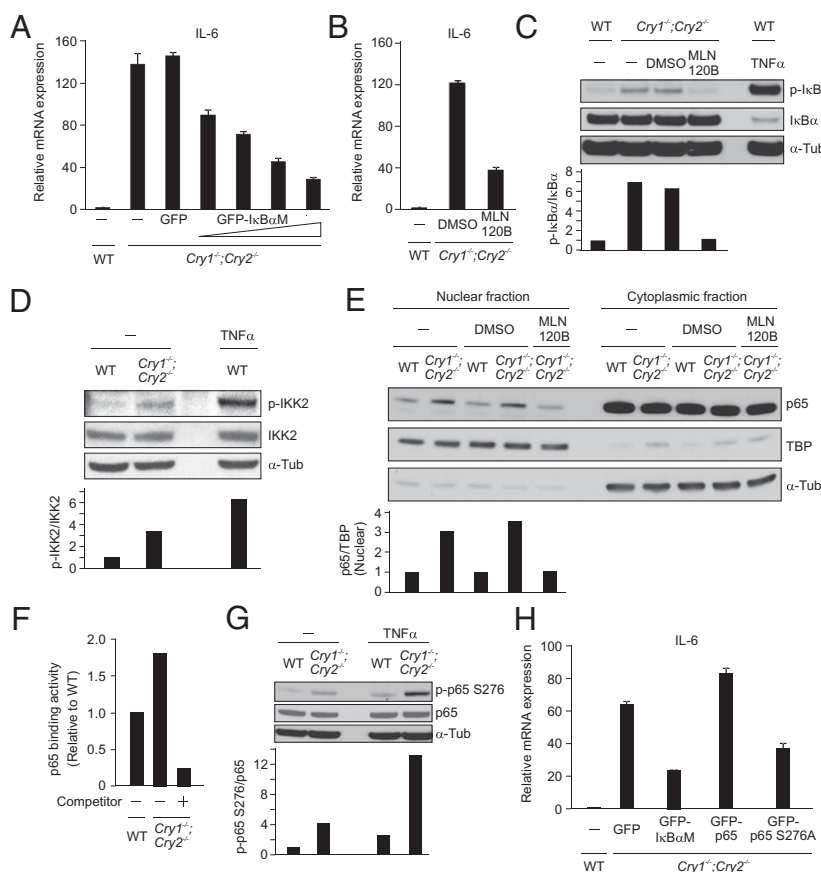 A
IL-6
Relative mRNA expression
160
120
80
40
0
–
–
GFP
GFP-IκBαM
WT
Cry1-/-;Cry2-/-
B
IL-6
Relative mRNA expression
160
120
80
40
0
–
DMSO
MLN
120B
WT
Cry1-/-;Cry2-/-
C
WT
Cry1-/-;Cry2-/-
WT
–
–
DMSO
MLN
120B
TNFα
p-IκB
IκBα
α-Tub
p-IκBα/IκBα
8
6
4
2
0
D
–
TNFα
WT
Cry1-/-;
Cry2-/-
WT
p-IKK2
IKK2
α-Tub
p-IKK2/IKK2
6
4
2
0
E
Nuclear fraction
Cytoplasmic fraction
–
DMSO
MLN
120B
–
DMSO
MLN
120B
WT
Cry1-/-;
Cry2-/-
WT
Cry1-/-;
Cry2-/-
Cry1-/-;
Cry2-/-
WT
Cry1-/-;
Cry2-/-
WT
Cry1-/-;
Cry2-/-
Cry1-/-;
Cry2-/-
p65
TBP
α-Tub
p65/TBP
(Nuclear)
4
3
2
1
0
F
p65 binding activity
(Relative to WT)
2.0
1.5
1.0
0.5
0
Competitor
–
–
+
WT
Cry1-/-;
Cry2-/-
G
–
TNFα
WT
Cry1-/-;
Cry2-/-
WT
Cry1-/-;
Cry2-/-
p-p65 S276
p65
α-Tub
p-p65 S276/p65
12
8
4
0
H
IL-6
Relative mRNA expression
100
80
60
40
20
0
–
GFP
GFP-
IκBαM
GFP-
p65
GFP-
p65 S276A
WT
Cry1-/-;Cry2-/-